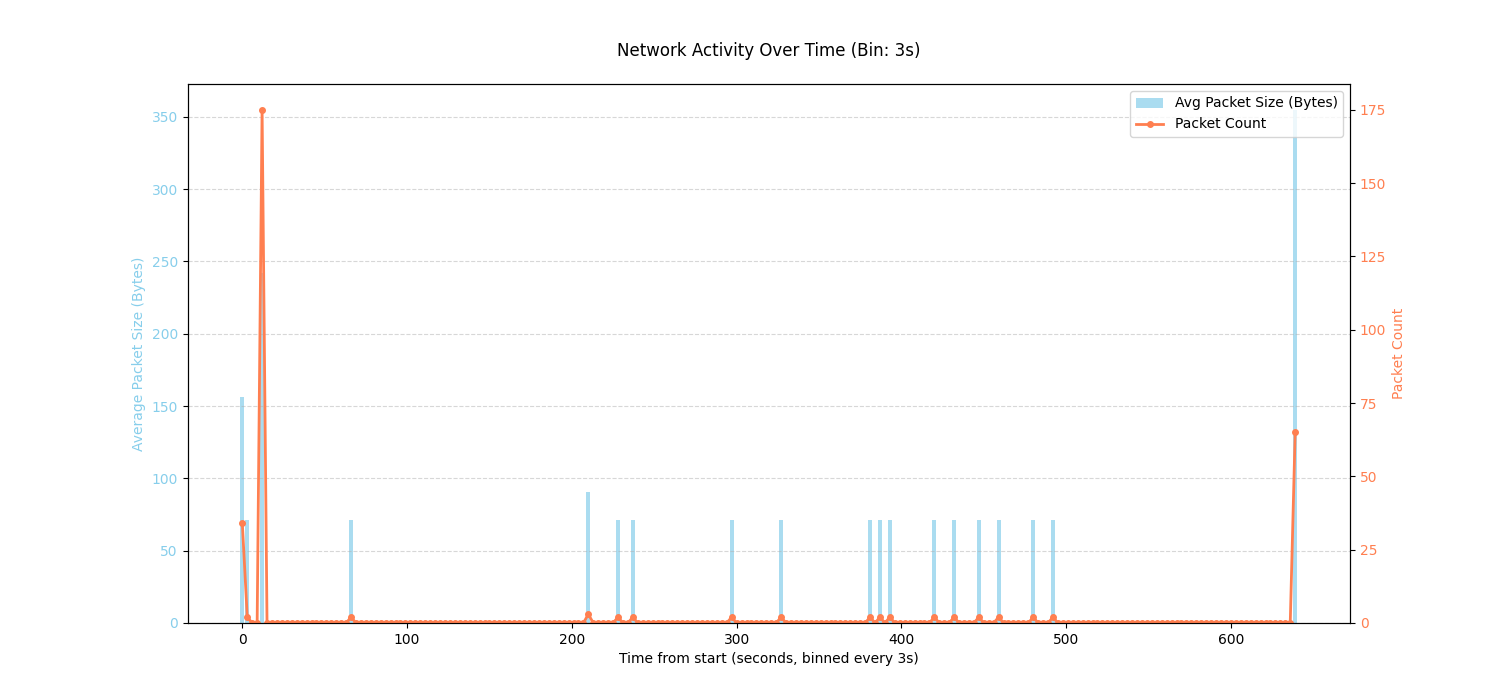 Network Activity Over Time (Bin: 3s)
Avg Packet Size (Bytes)
Packet Count
350
300
250
200
150
100
50
0
Average Packet Size (Bytes)
175
150
125
100
75
50
25
0
Packet Count
0 100 200 300 400 500 600
Time from start (seconds, binned every 3s)